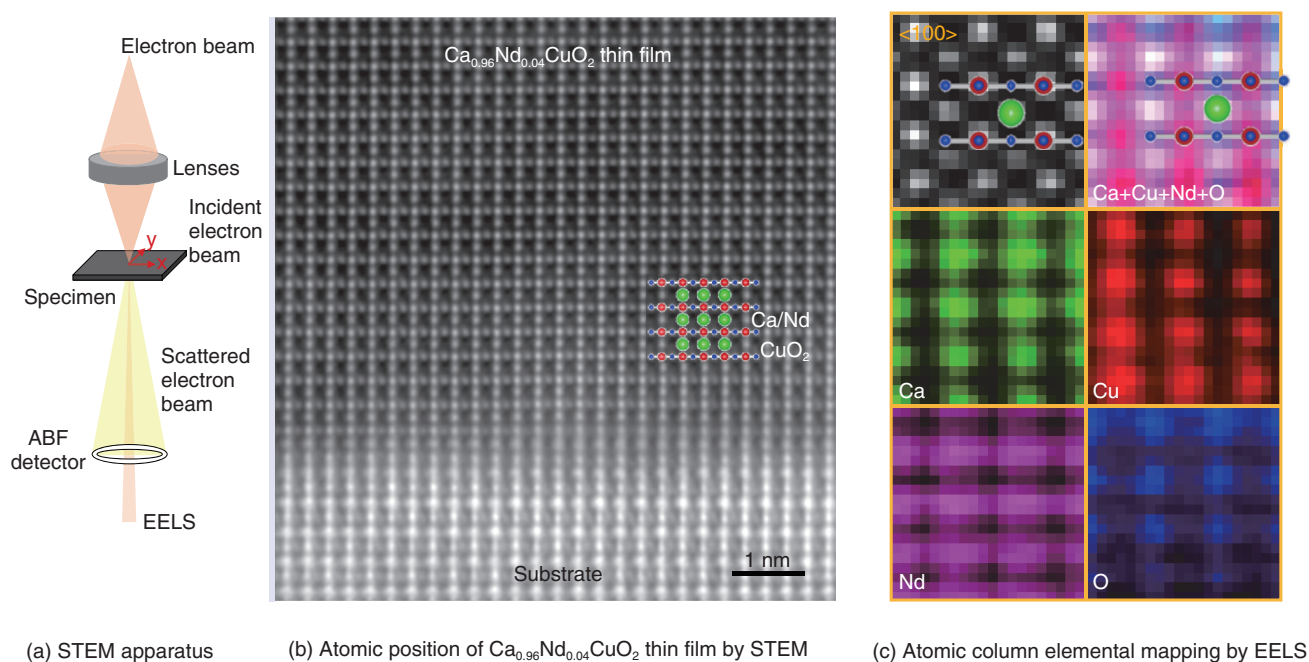 Electron beam
Lenses
Incident
electron
beam
y
x
Specimen
Scattered
electron
beam
ABF
detector
EELS
(a) STEM apparatus
Ca₀.₉₆Nd₀.₀₄CuO₂ thin film
Ca/Nd
CuO₂
1 nm
Substrate
(b) Atomic position of Ca₀.₉₆Nd₀.₀₄CuO₂ thin film by STEM
<100>
Ca+Cu+Nd+O
Ca
Cu
Nd
O
(c) Atomic column elemental mapping by EELS